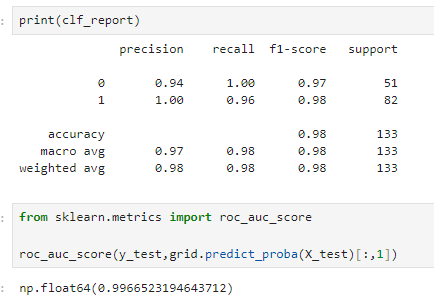 print(clf_report)
precision recall f1-score support
0 0.94 1.00 0.97 51
1 1.00 0.96 0.98 82
accuracy 0.98 133
macro avg 0.97 0.98 0.98 133
weighted avg 0.98 0.98 0.98 133
from sklearn.metrics import roc_auc_score
roc_auc_score(y_test,grid.predict_proba(X_test)[:,1])
np.float64(0.9966523194643712)